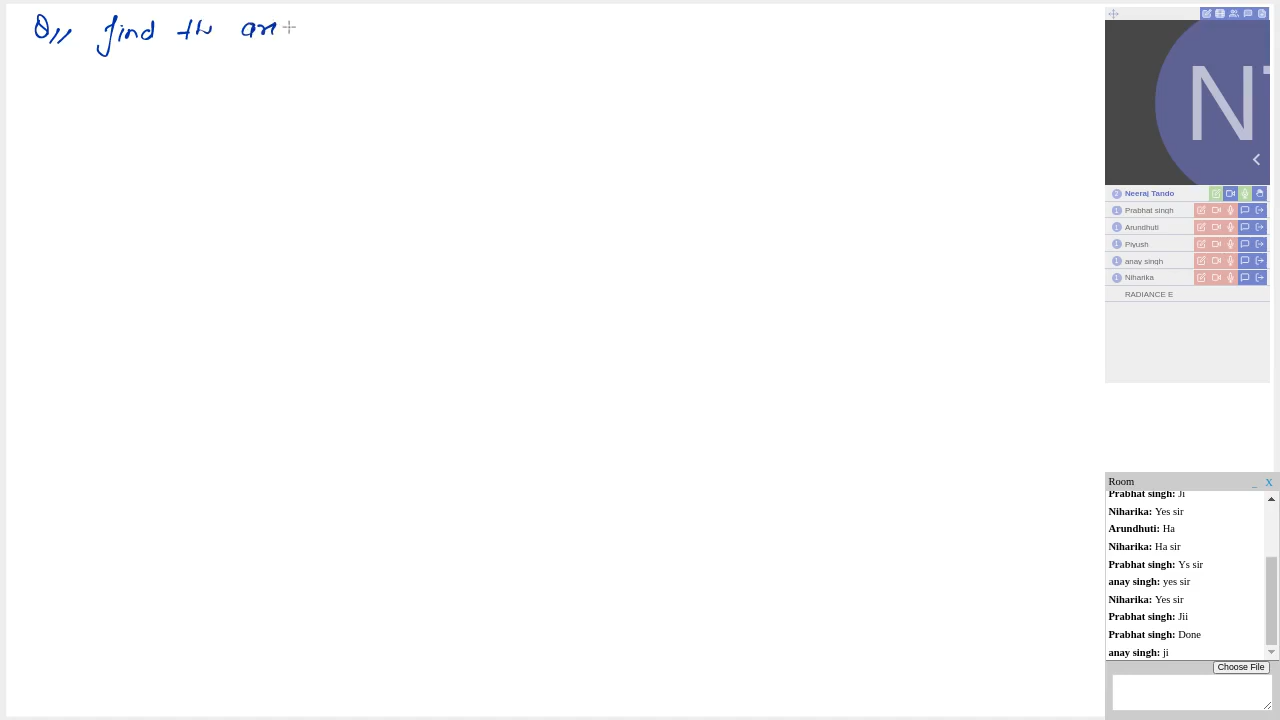 Q// find the are
NT
Neeraj Tando
Prabhat singh
Arundhuti
Piyush
anay singh
Niharika
RADIANCE E
Room _ X
Prabhat singh: Ji
Niharika: Yes sir
Arundhuti: Ha
Niharika: Ha sir
Prabhat singh: Ys sir
anay singh: yes sir
Niharika: Yes sir
Prabhat singh: Jii
Prabhat singh: Done
anay singh: ji
Choose File